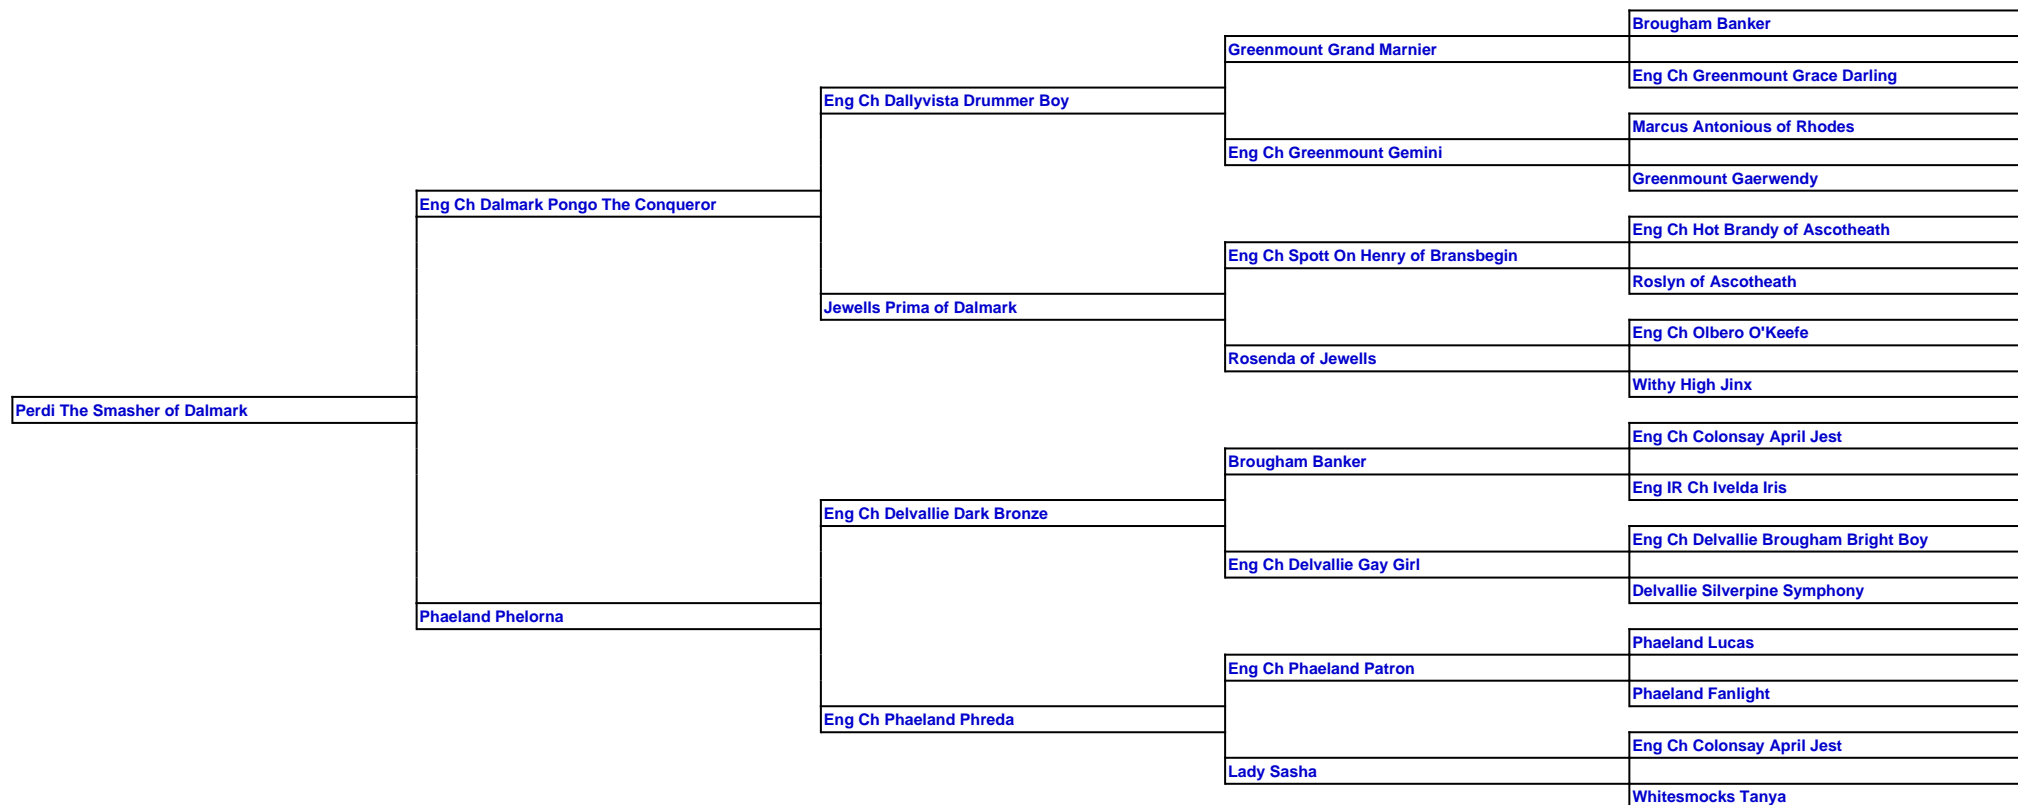 Brougham Banker
Greenmount Grand Marnier
Eng Ch Greenmount Grace Darling
Eng Ch Dallyvista Drummer Boy
Marcus Antonious of Rhodes
Eng Ch Greenmount Gemini
Greenmount Gaerwendy
Eng Ch Dalmark Pongo The Conqueror
Eng Ch Hot Brandy of Ascotheath
Eng Ch Spott On Henry of Bransbegin
Roslyn of Ascotheath
Jewells Prima of Dalmark
Eng Ch Olbero O'Keefe
Rosenda of Jewells
Withy High Jinx
Perdi The Smasher of Dalmark
Eng Ch Colonsay April Jest
Brougham Banker
Eng IR Ch Ivelda Iris
Eng Ch Delvallie Dark Bronze
Eng Ch Delvallie Brougham Bright Boy
Eng Ch Delvallie Gay Girl
Delvallie Silverpine Symphony
Phaeland Phelorna
Phaeland Lucas
Eng Ch Phaeland Patron
Phaeland Fanlight
Eng Ch Phaeland Phreda
Eng Ch Colonsay April Jest
Lady Sasha
Whitesmocks Tanya